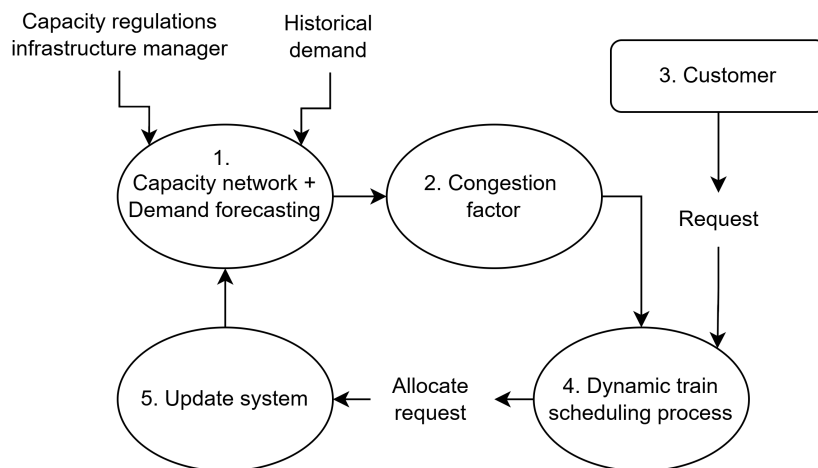 Capacity regulations
infrastructure manager
Historical
demand
3. Customer
1.
Capacity network +
Demand forecasting
2. Congestion
factor
Request
4. Dynamic train
scheduling process
Allocate
request
5. Update system